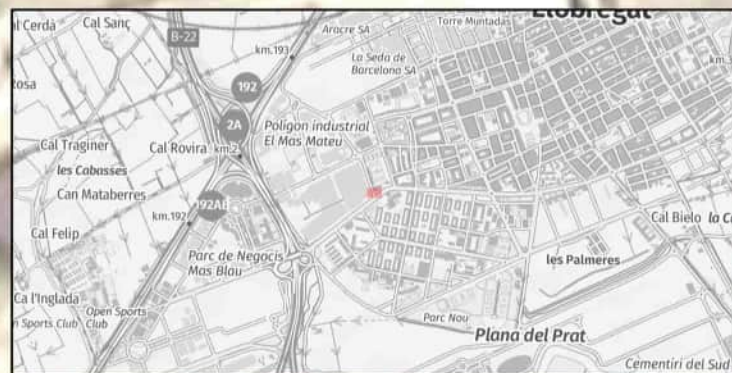 Llobregat
al Cerdà
Cal Sanç
Torre Muntadas
Aracre SA
B-22
km.193
La Seda de
Barcelona SA
192
2A
Polígon industrial
El Mas Mateu
Cal Traginer
Cal Rovira
km.2
les Cabasses
Can Mataberres
192AB
km.192
Cal Bielo
la C
Cal Felip
Parc de Negocis
Mas Blau
les Palmeres
Ca l'Inglada
Open Sports
Club
n Sports Club
Parc Nou
Plana del Prat
Cementiri del Sud